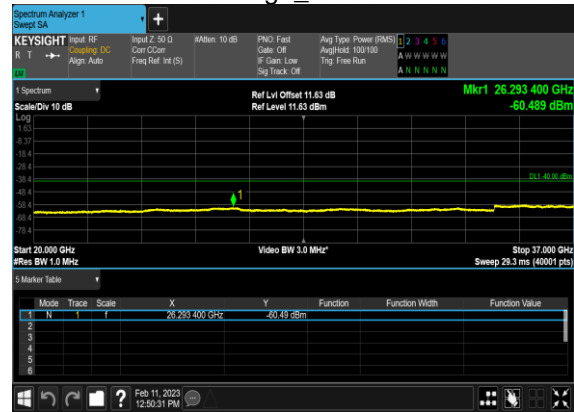 Spectrum Analyzer 1
Swept SA
+
KEYSIGHT Input: RF Input Z: 50 Ω #Atten: 10 dB PNO: Fast Avg Type: Power (RMS) 1 2 3 4 5 6
R T Coupling: DC Corr CCorr Gate: Off Avg|Hold: 100/100 A W W W W W
Align: Auto Freq Ref: Int (S) IF Gain: Low Trig: Free Run
Sig Track: Off A N N N N N
1 Spectrum Ref Lvl Offset 11.63 dB Mkr1 26.293 400 GHz
Scale/Div 10 dB Ref Level 11.63 dBm -60.489 dBm
Log
1.63
-8.37
-18.4
-28.4
-38.4 DL1 -40.00 dBm
-48.4
1
-58.4
-68.4
-78.4
Start 20.000 GHz Video BW 3.0 MHz* Stop 37.000 GHz
#Res BW 1.0 MHz Sweep 29.3 ms (40001 pts)
5 Marker Table
Mode Trace Scale X Y Function Function Width Function Value
1 N 1 f 26.293 400 GHz -60.49 dBm
2
3
4
5
6
? Feb 11, 2023
12:50:31 PM